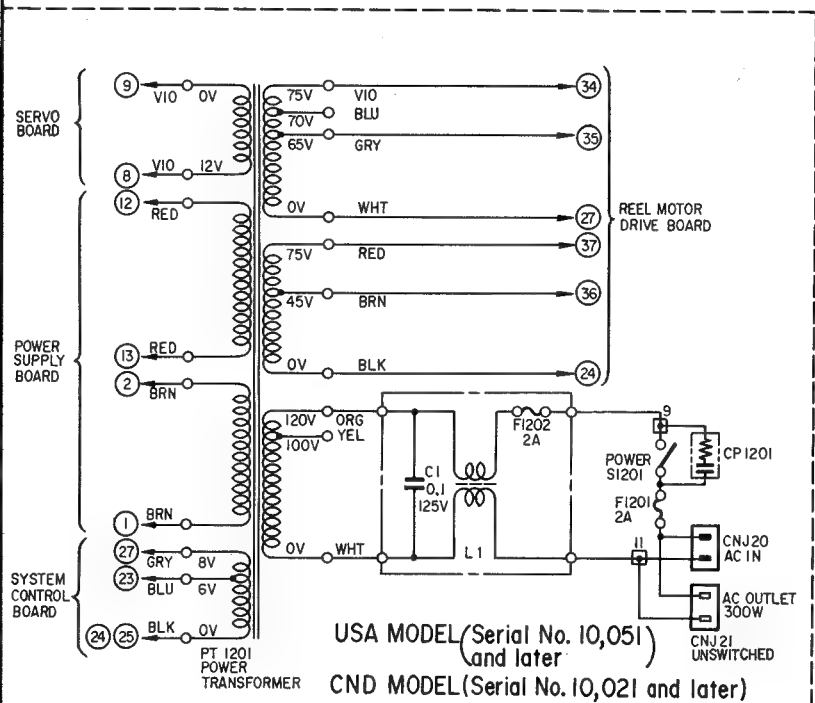 SERVO
BOARD
9
VIO 0V
8
VIO 12V
POWER
SUPPLY
BOARD
12
RED
13
RED
2
BRN
1
BRN
SYSTEM
CONTROL
BOARD
27
GRY 8V
23
BLU 6V
24 25
BLK 0V
PT 1201
POWER
TRANSFORMER
75V VIO 34
70V BLU
65V GRY 35
0V WHT 27
REEL MOTOR
DRIVE BOARD
75V RED 37
45V BRN 36
0V BLK 24
120V ORG
100V YEL
0V WHT
C1
0.1
125V
L1
F1202
2A
9
POWER
S1201
CP1201
F1201
2A
11
CNJ20
AC IN
AC OUTLET
300W
CNJ21
UNSWITCHED
USA MODEL (Serial No. 10,051
and later)
CND MODEL (Serial No. 10,021 and later)